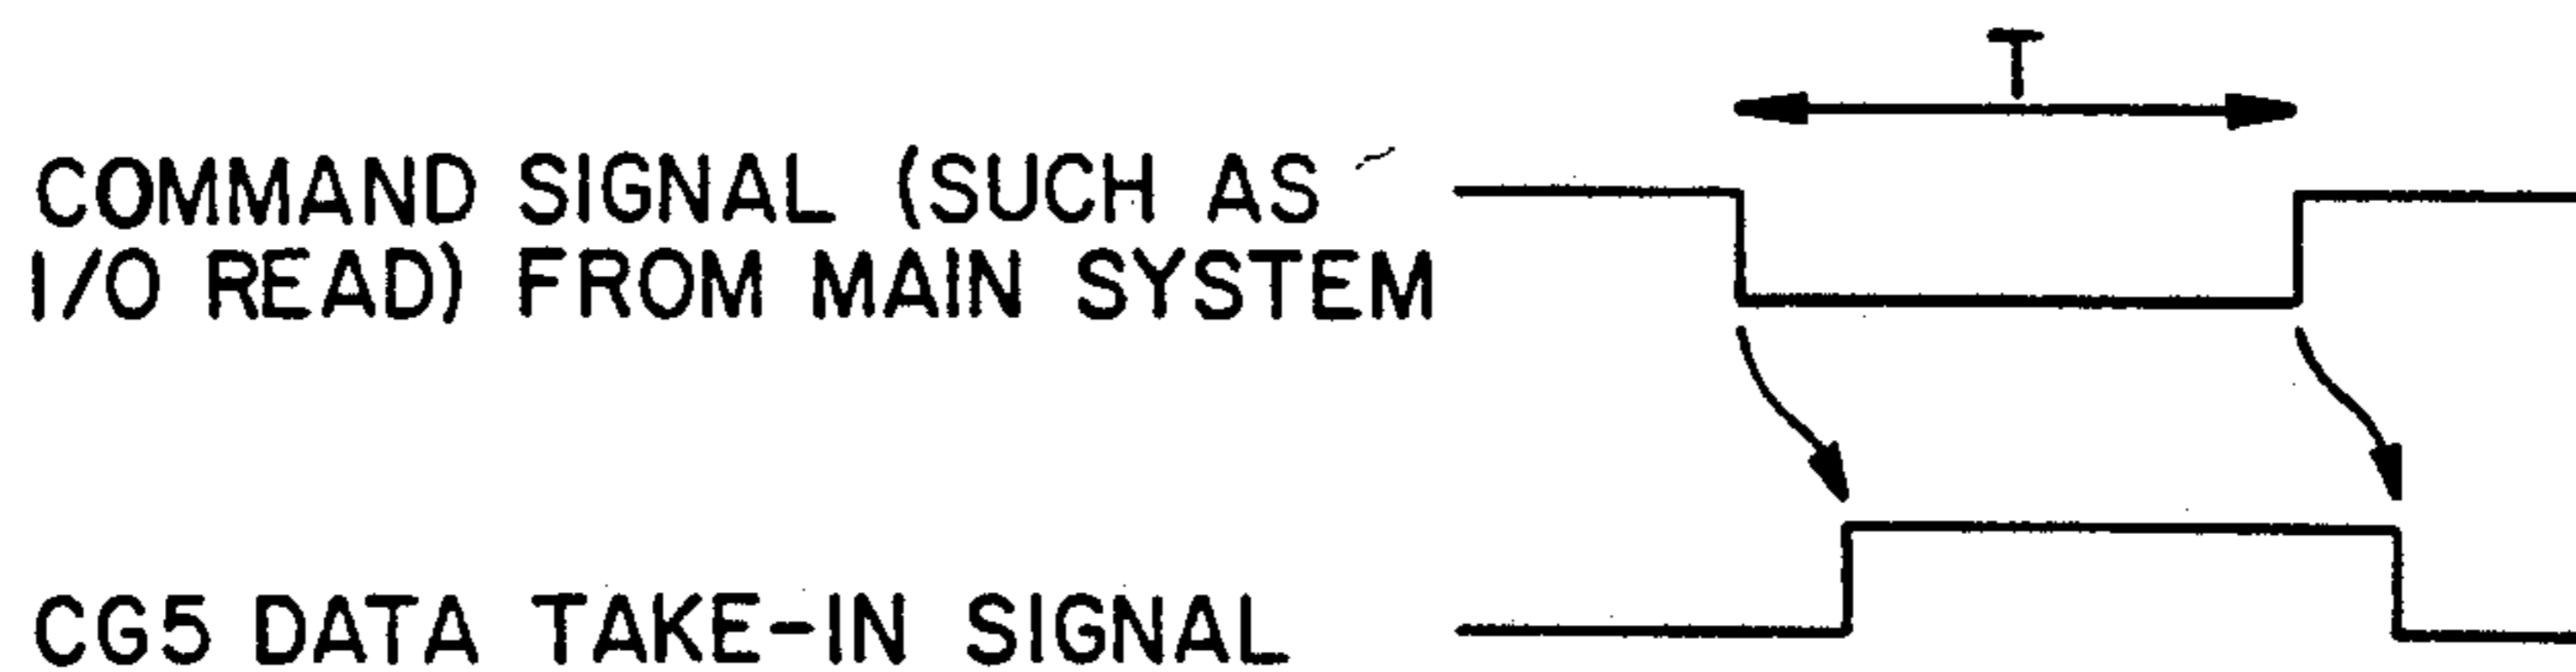 T
COMMAND SIGNAL (SUCH AS
I/O READ) FROM MAIN SYSTEM
CG5 DATA TAKE-IN SIGNAL